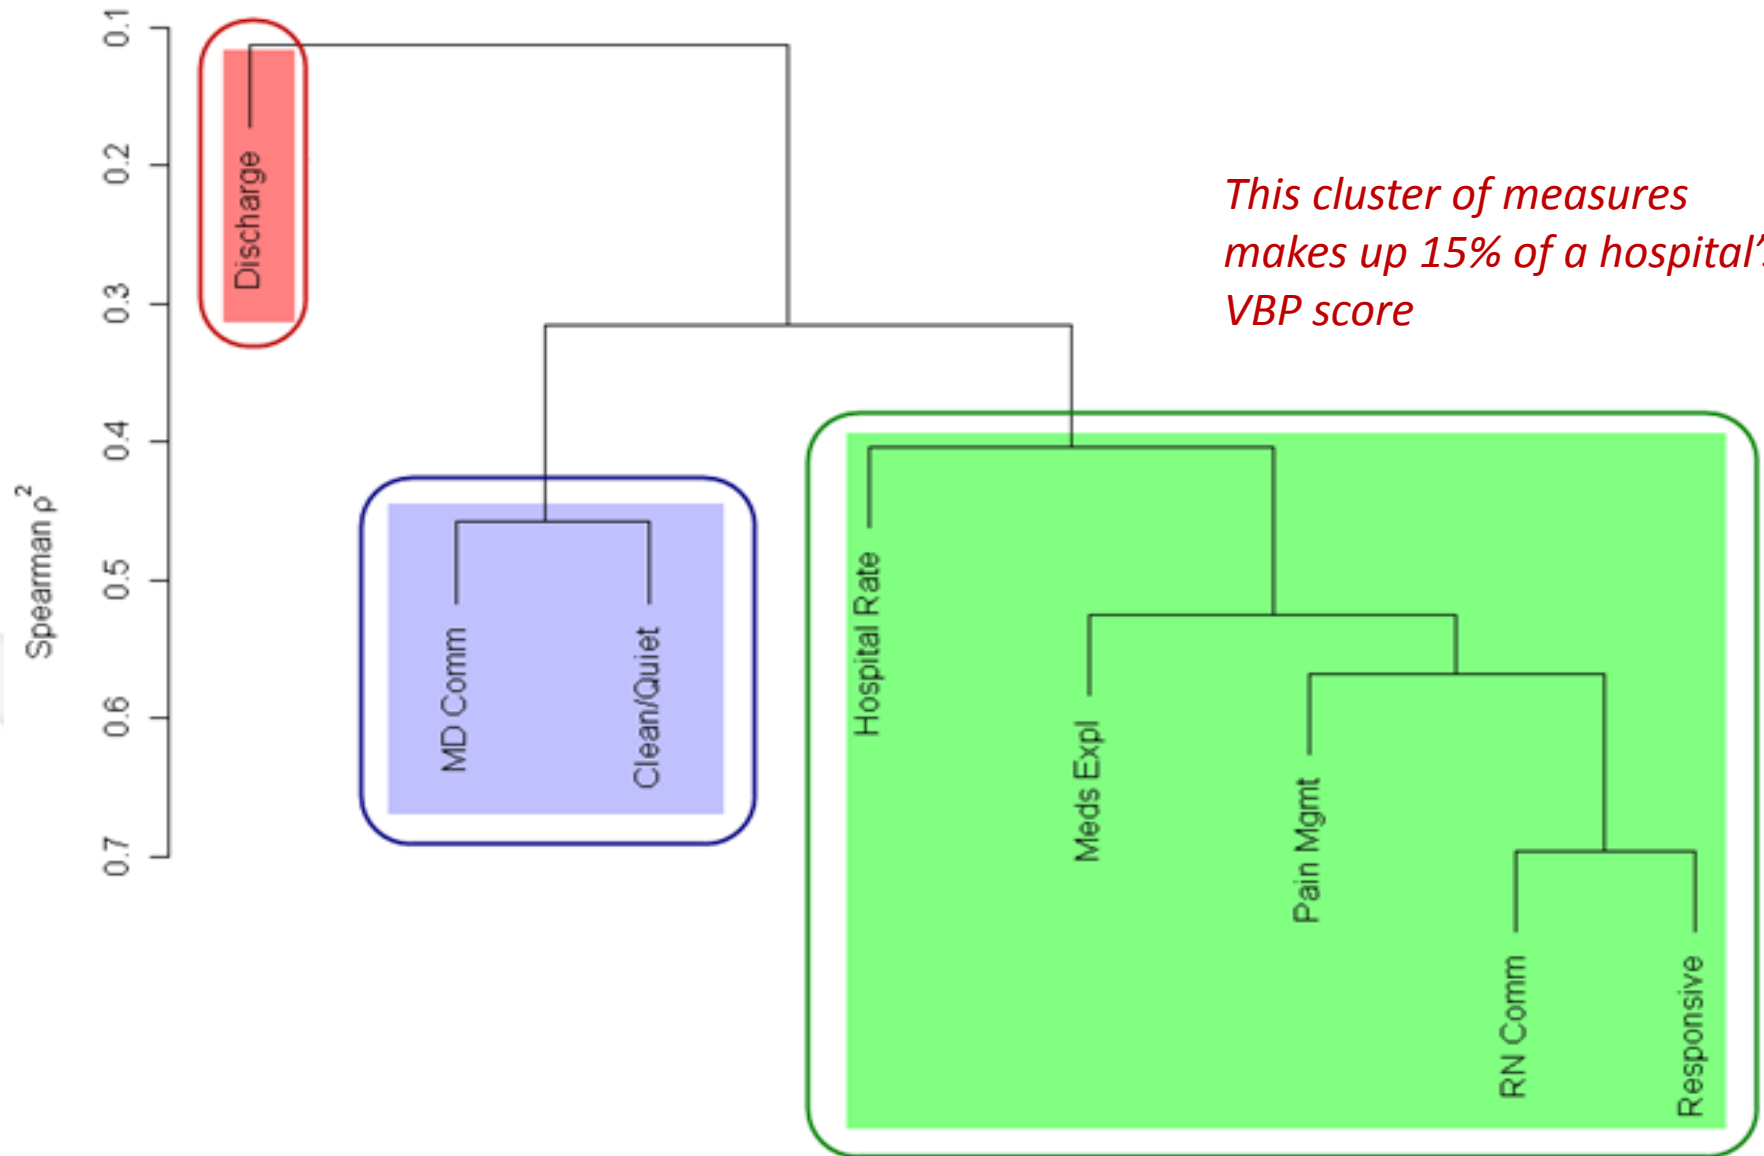 Spearman ρ²
0.1
0.2
0.3
0.4
0.5
0.6
0.7
Discharge
MD Comm
Clean/Quiet
Hospital Rate
Meds Expl
Pain Mgmt
RN Comm
Responsive
This cluster of measures
makes up 15% of a hospital's
VBP score